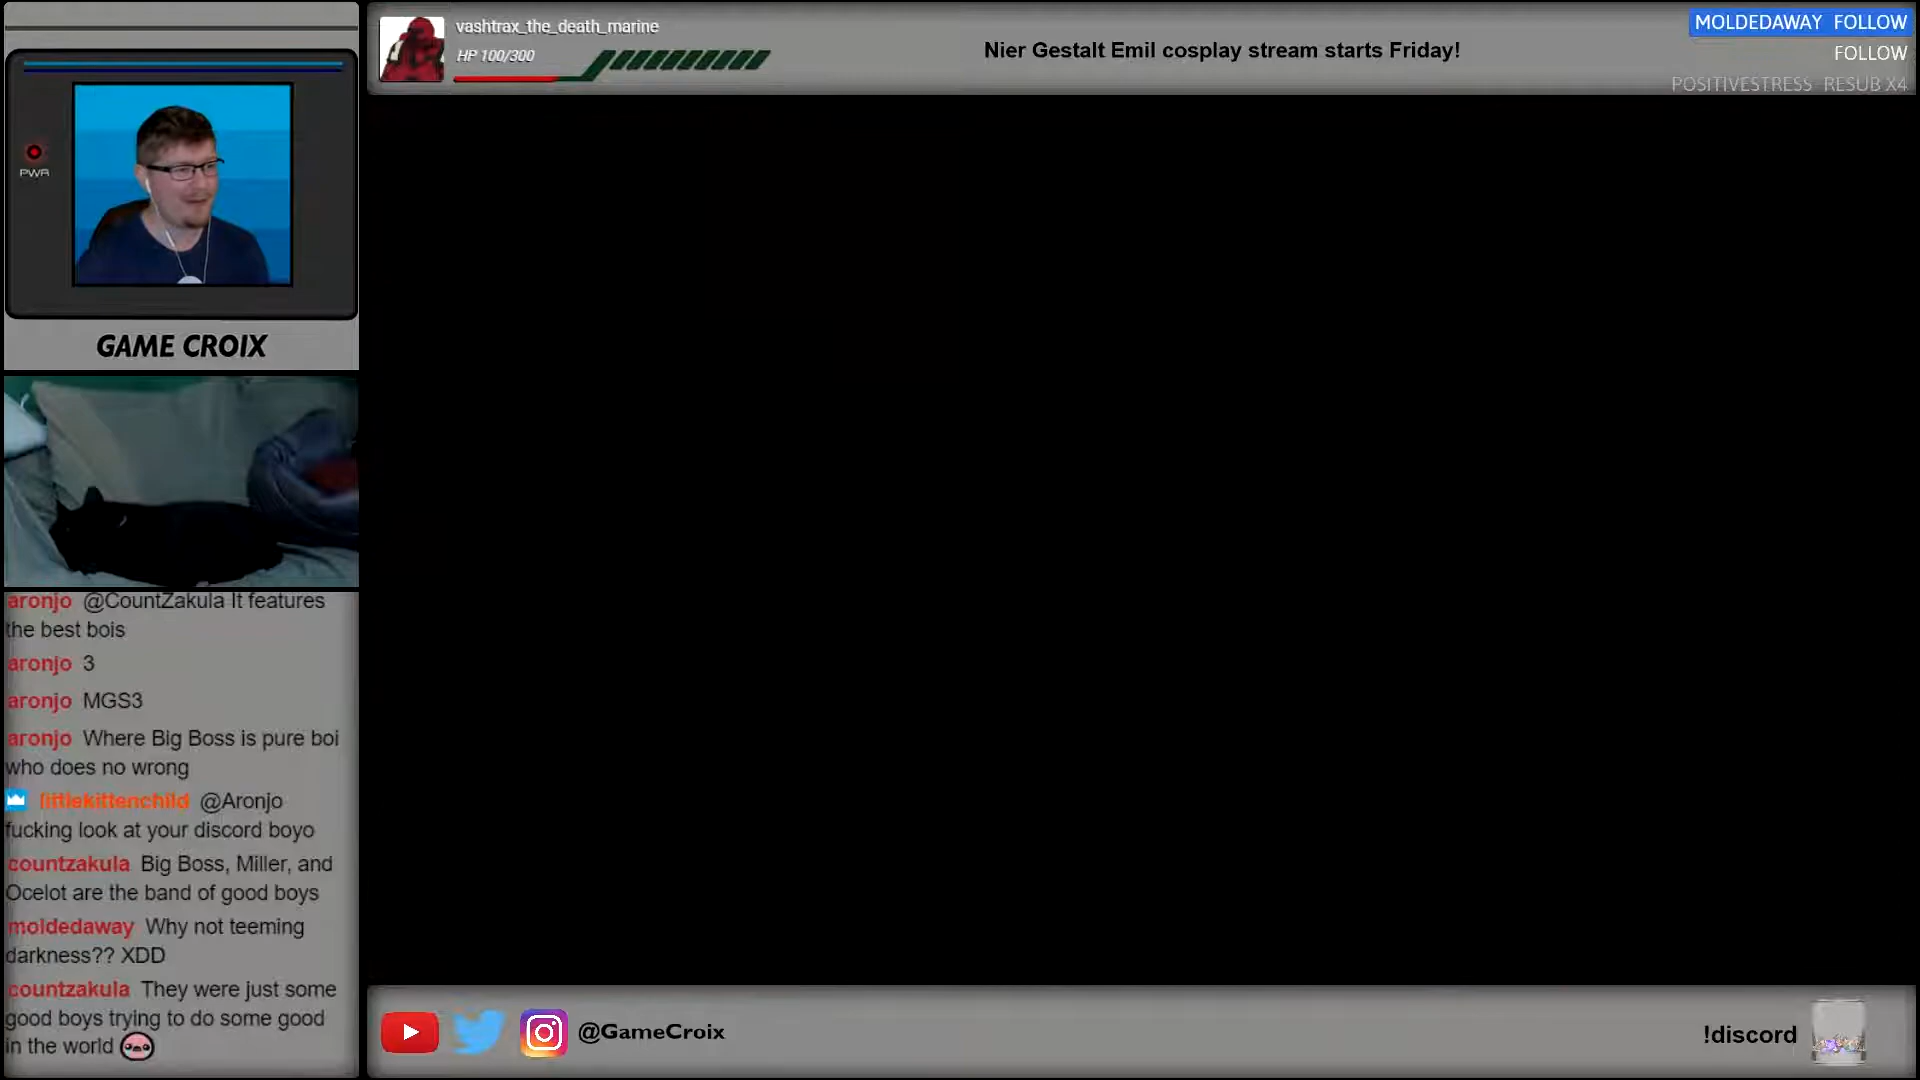 vashtrax_the_death_marine
HP 100/300
Nier Gestalt Emil cosplay stream starts Friday!
MOLDEDAWAY FOLLOW
FOLLOW
POSITIVESTRESS RESUB X4
PWR
GAME CROIX
aronjo @CountZakula It features
the best bois
aronjo 3
aronjo MGS3
aronjo Where Big Boss is pure boi
who does no wrong
littlekittenchild @Aronjo
fucking look at your discord boyo
countzakula Big Boss, Miller, and
Ocelot are the band of good boys
moldedaway Why not teeming
darkness?? XDD
countzakula They were just some
good boys trying to do some good
in the world
@GameCroix
!discord